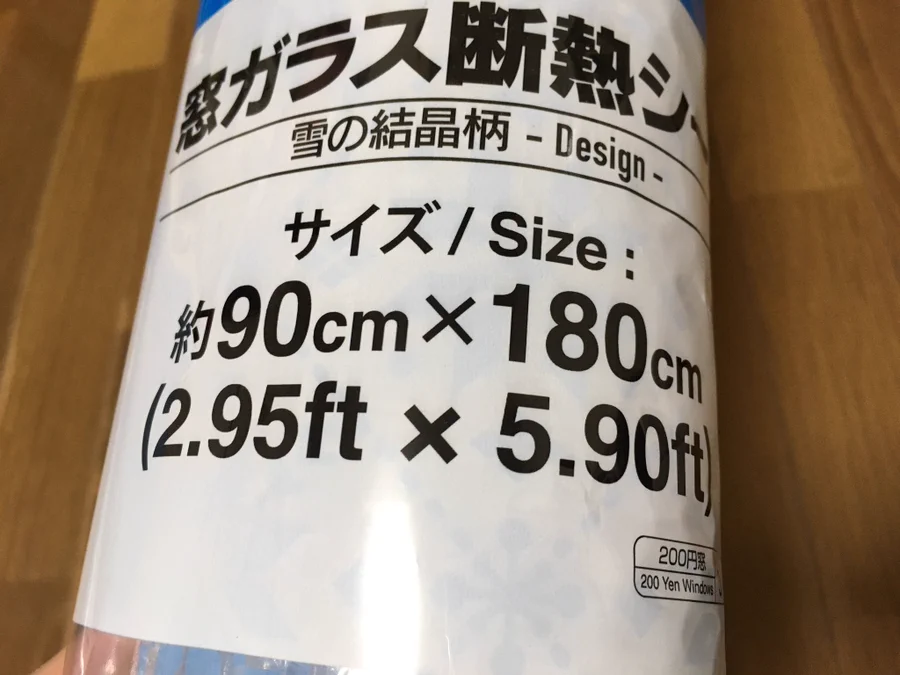 窓ガラス断熱シー
雪の結晶柄 - Design -
サイズ / Size :
約90cm×180cm
(2.95ft × 5.90ft)
200円窓
200 Yen Windows